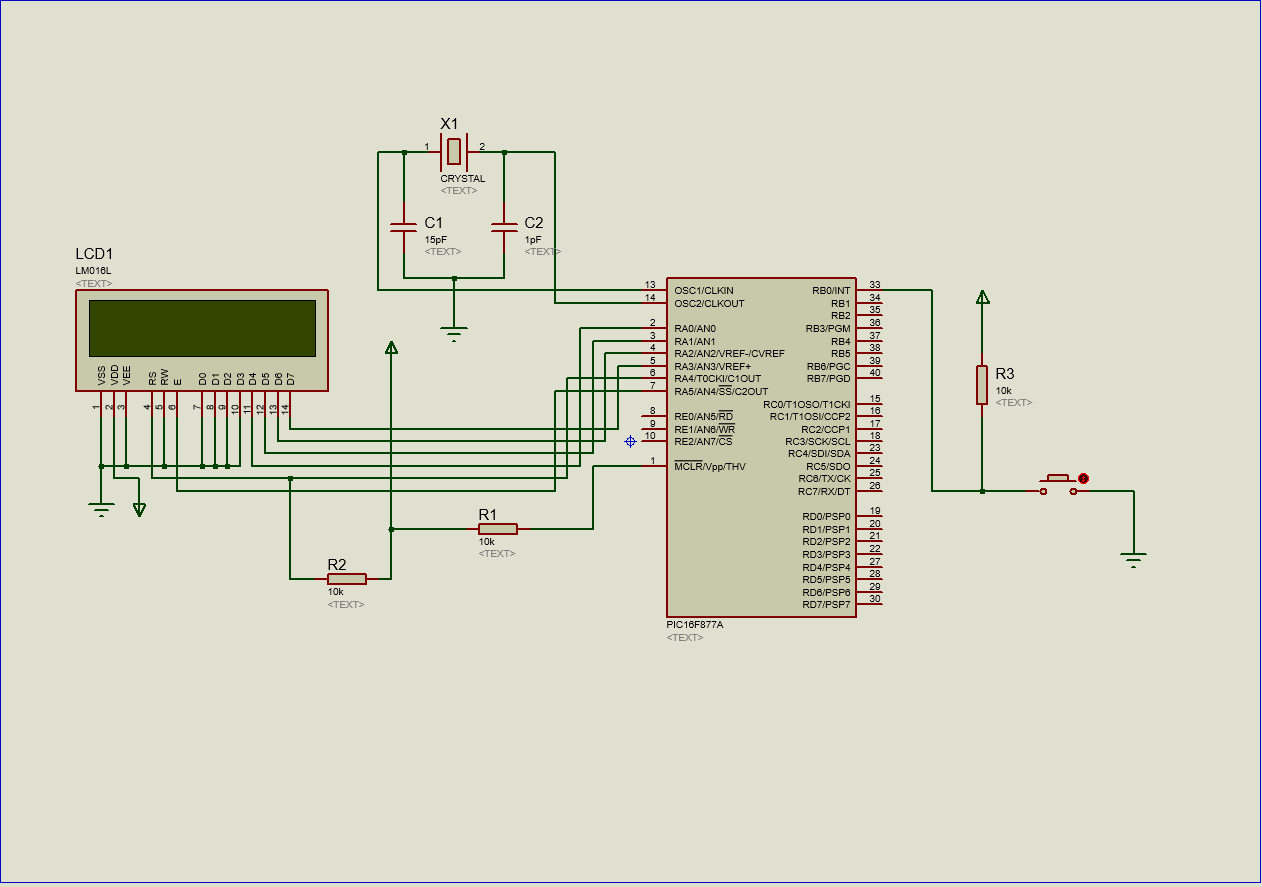 X1
1
2
CRYSTAL
<TEXT>
C1
15pF
<TEXT>
C2
1pF
<TEXT>
LCD1
LM016L
<TEXT>
VSS
VDD
VEE
RS
RW
E
D0
D1
D2
D3
D4
D5
D6
D7
1
2
3
4
5
6
7
8
9
10
11
12
13
14
R1
10k
<TEXT>
R2
10k
<TEXT>
13 OSC1/CLKIN
14 OSC2/CLKOUT
2 RA0/AN0
3 RA1/AN1
4 RA2/AN2/VREF-/CVREF
5 RA3/AN3/VREF+
6 RA4/T0CKI/C1OUT
7 RA5/AN4/SS/C2OUT
8 RE0/AN5/RD
9 RE1/AN6/WR
10 RE2/AN7/CS
1 MCLR/Vpp/THV
RB0/INT 33
RB1 34
RB2 35
RB3/PGM 36
RB4 37
RB5 38
RB6/PGC 39
RB7/PGD 40
RC0/T1OSO/T1CKI 15
RC1/T1OSI/CCP2 16
RC2/CCP1 17
RC3/SCK/SCL 18
RC4/SDI/SDA 23
RC5/SDO 24
RC6/TX/CK 25
RC7/RX/DT 26
RD0/PSP0 19
RD1/PSP1 20
RD2/PSP2 21
RD3/PSP3 22
RD4/PSP4 27
RD5/PSP5 28
RD6/PSP6 29
RD7/PSP7 30
PIC16F877A
<TEXT>
R3
10k
<TEXT>